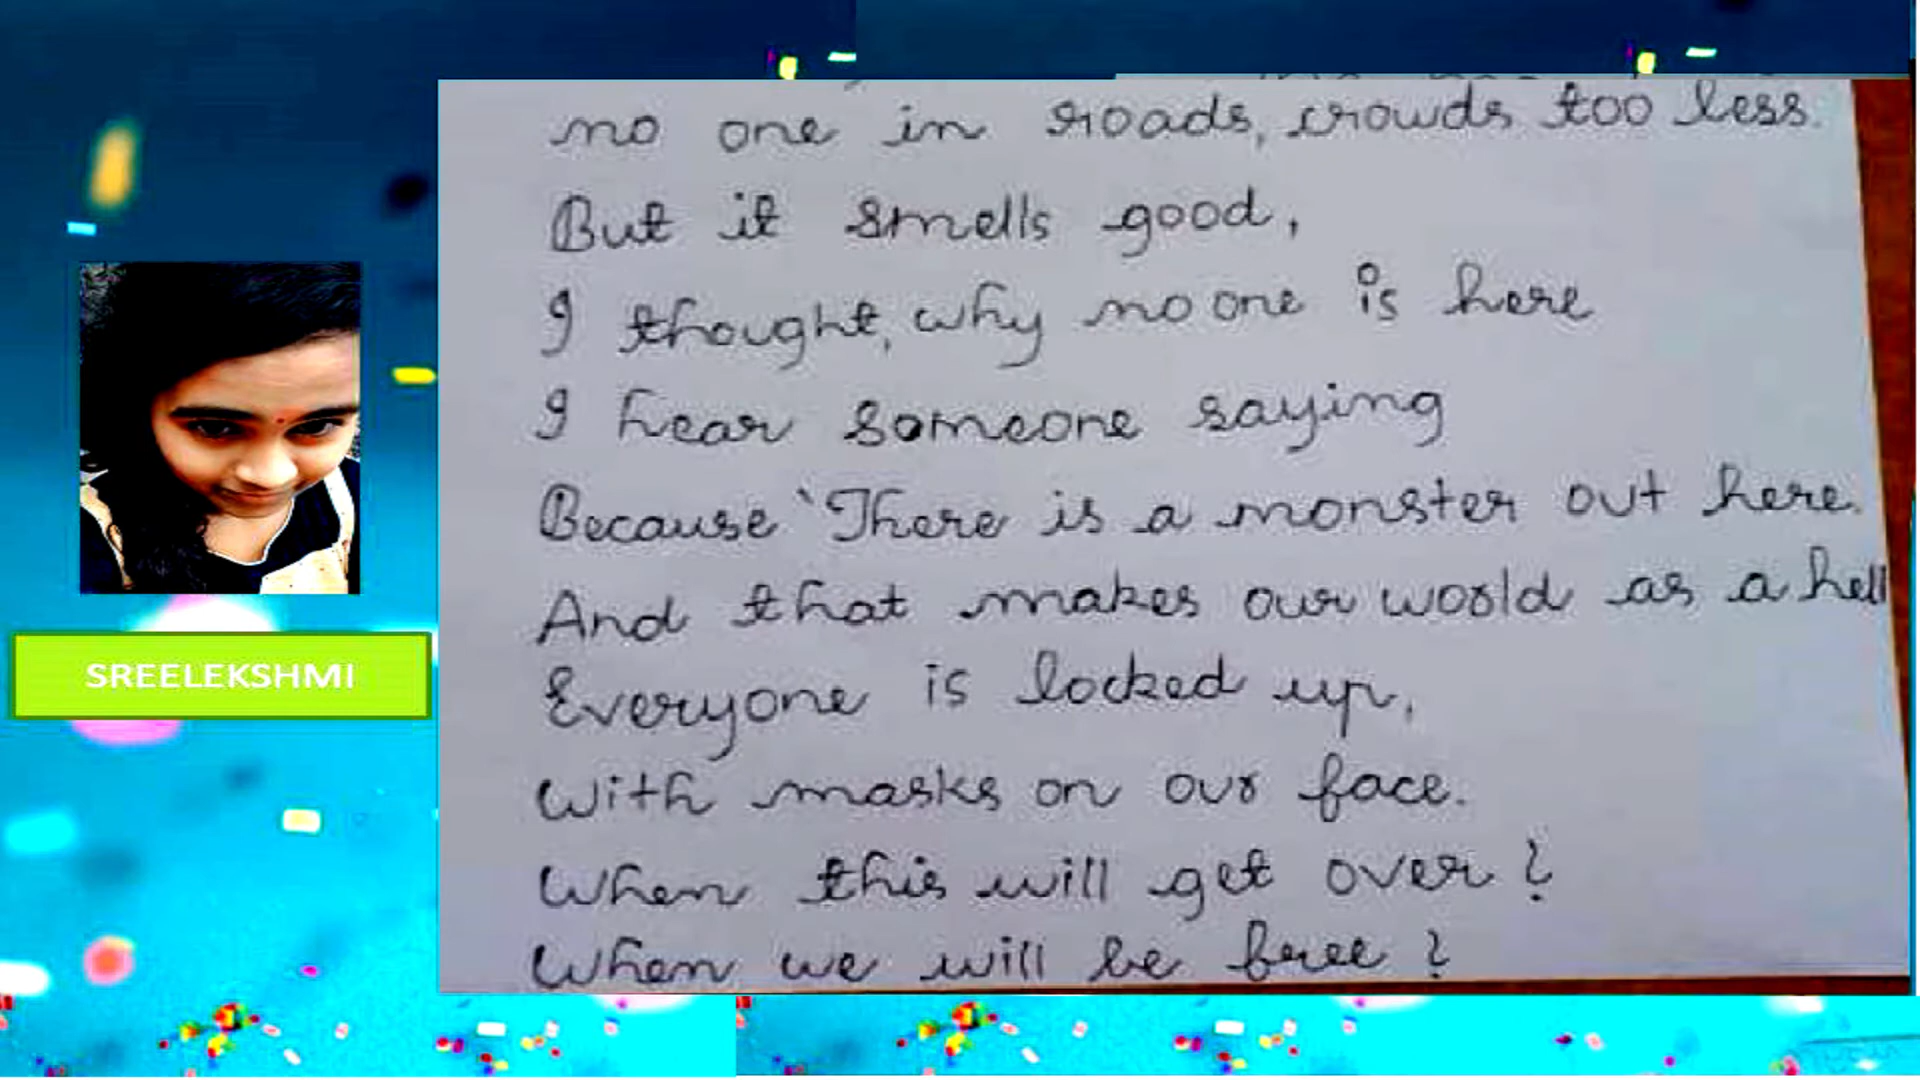 no one in roads, crowds too less.
But it smells good,
I thought, why no one is here
I hear someone saying
Because 'There is a monster out here.
And that makes our world as a hell
Everyone is locked up,
With masks on our face.
When this will get over?
When we will be free?
SREELEKSHMI